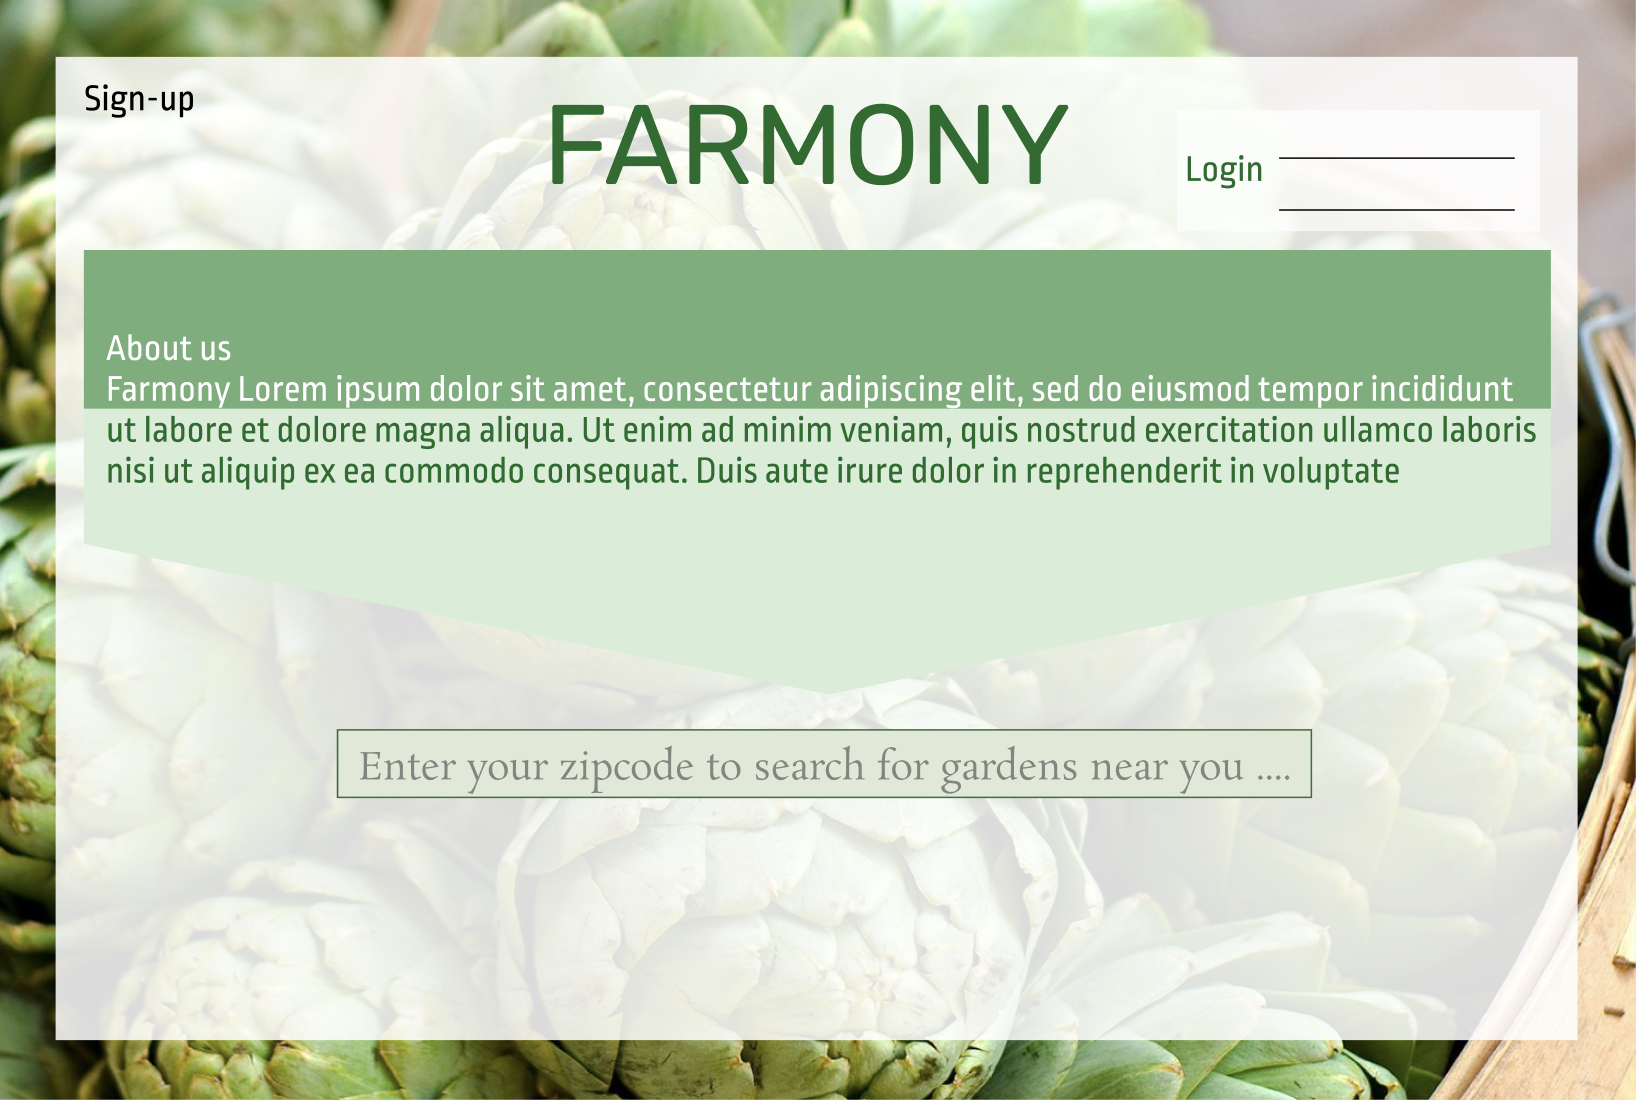 Sign-up
FARMONY
Login
About us
Farmony Lorem ipsum dolor sit amet, consectetur adipiscing elit, sed do eiusmod tempor incididunt
ut labore et dolore magna aliqua. Ut enim ad minim veniam, quis nostrud exercitation ullamco laboris
nisi ut aliquip ex ea commodo consequat. Duis aute irure dolor in reprehenderit in voluptate
Enter your zipcode to search for gardens near you ....